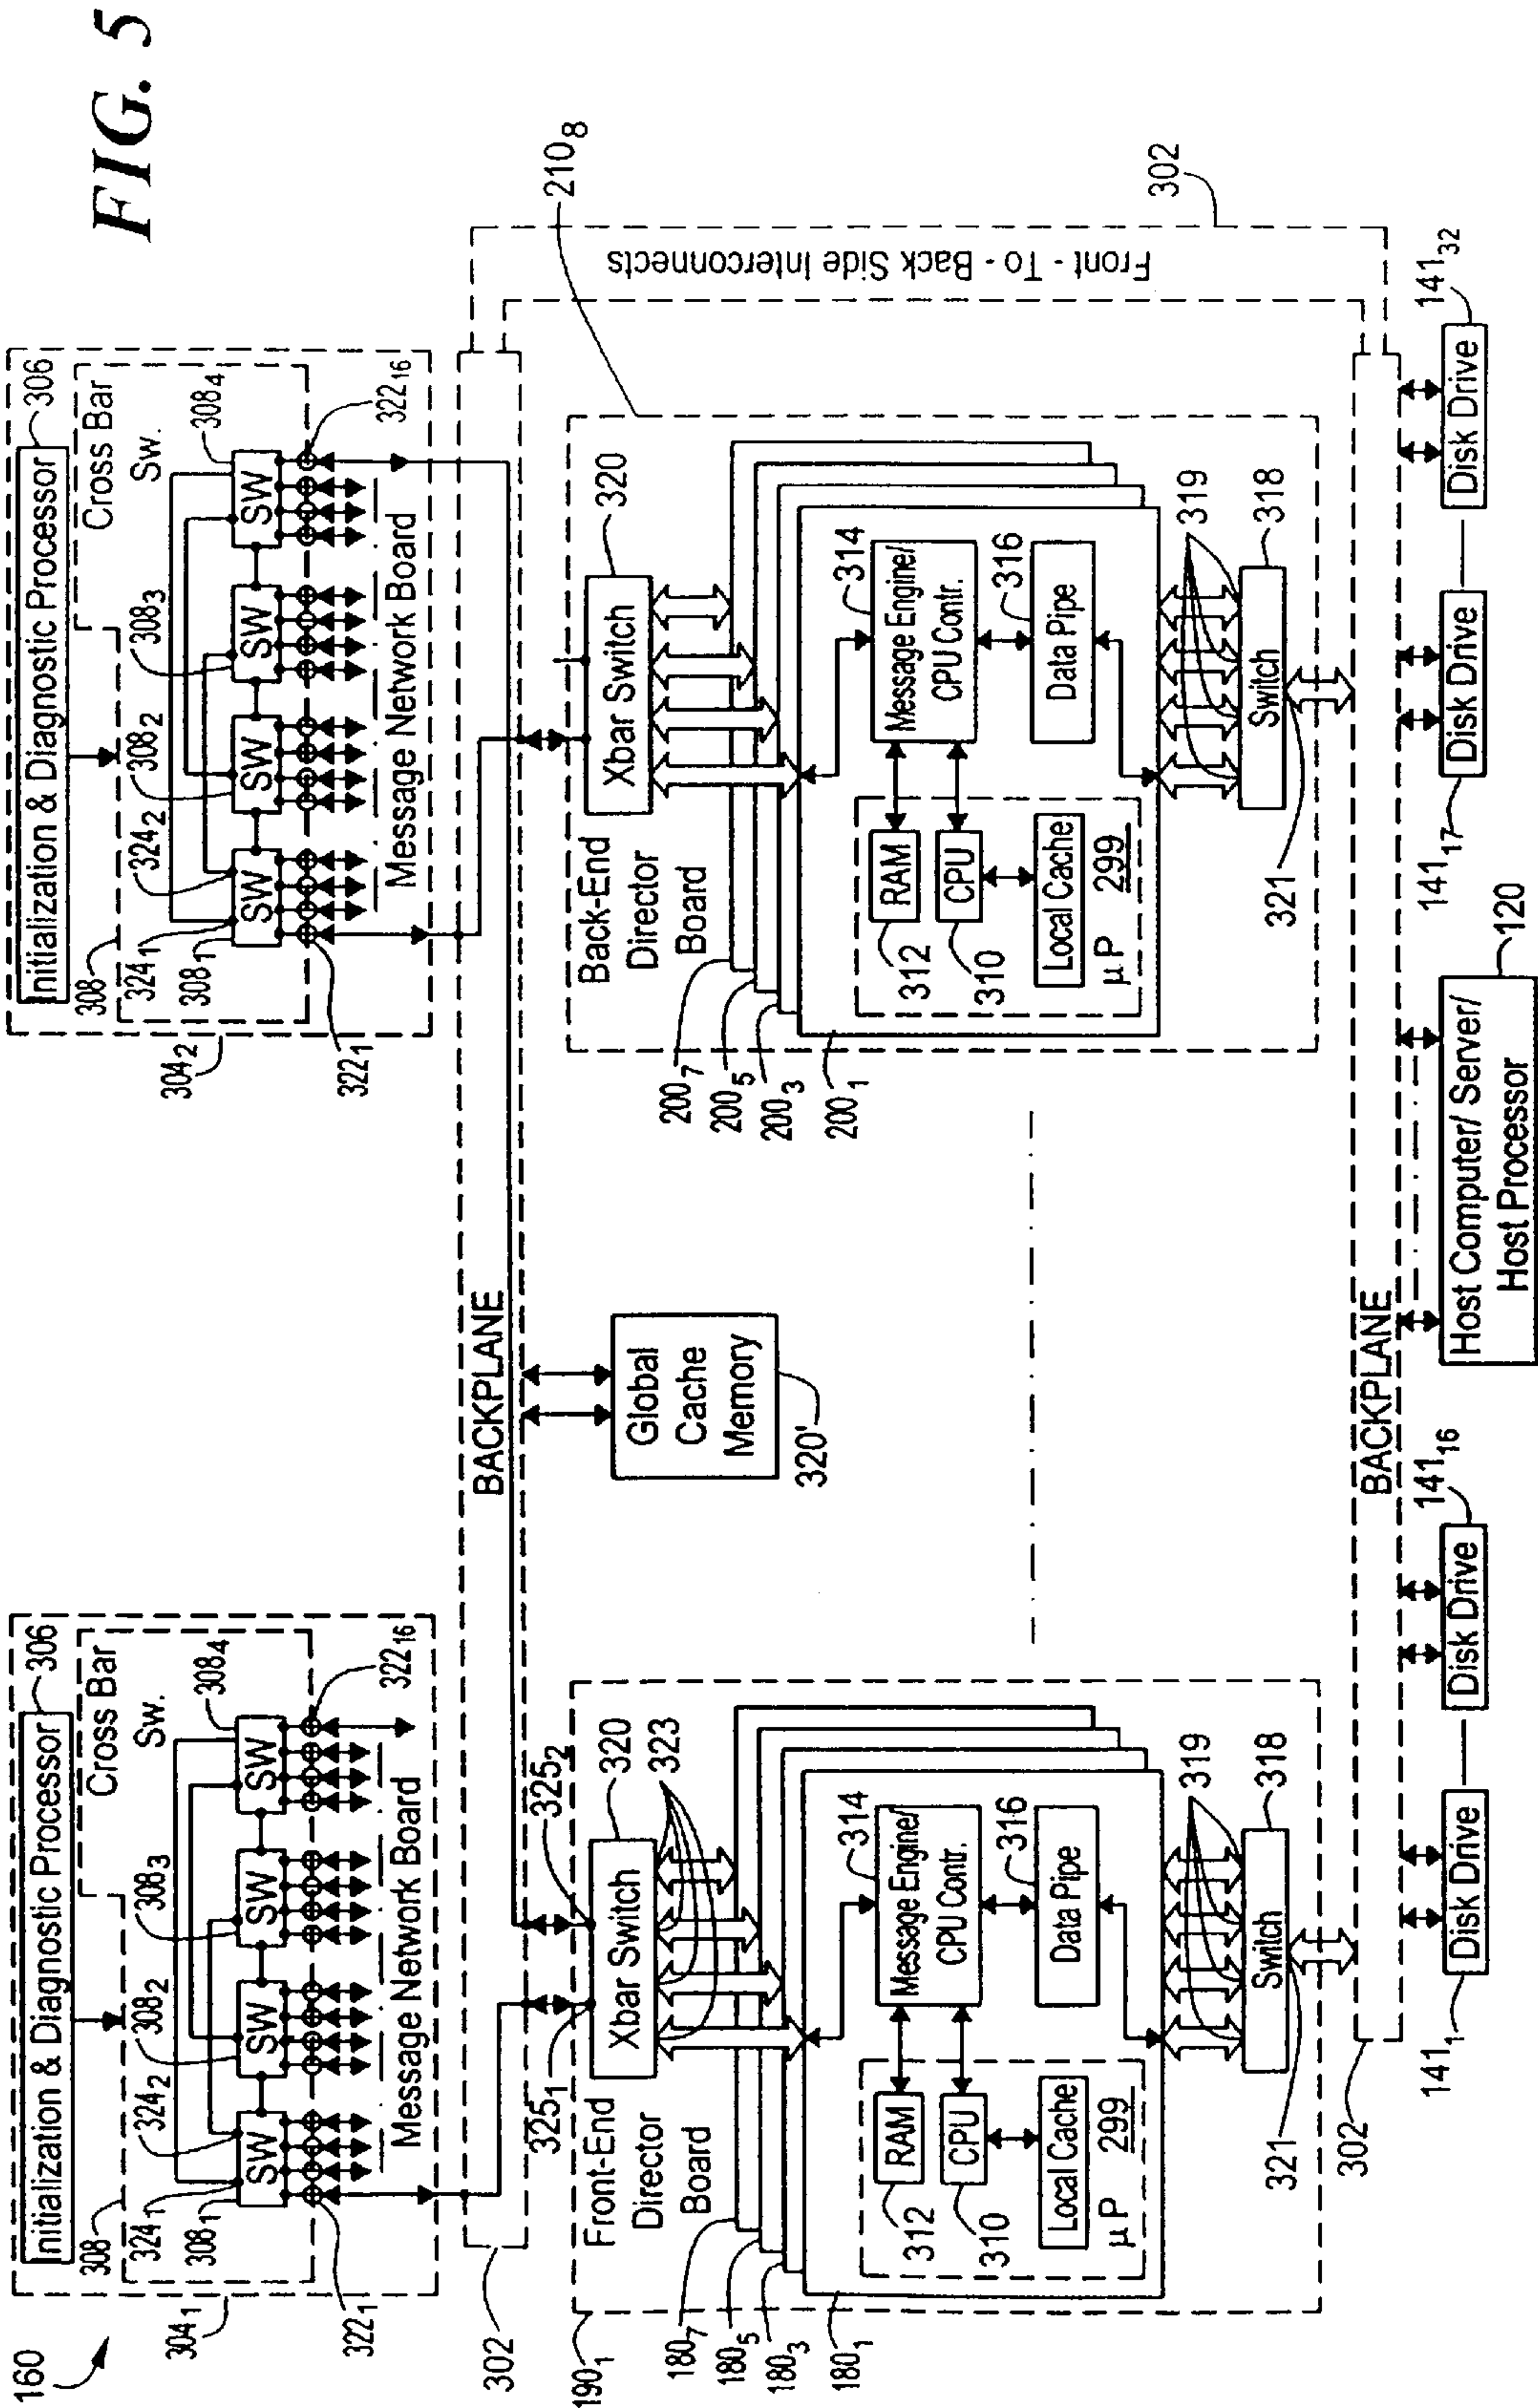 FIG. 5
160
Initialization & Diagnostic Processor
306
Cross Bar
Sw.
308
324₁
324₂
308₁
308₂
308₃
308₄
SW
SW
SW
SW
322₁
322₁₆
304₁
Message Network Board
Initialization & Diagnostic Processor
306
Cross Bar
Sw.
308
324₁
324₂
308₁
308₂
308₃
308₄
SW
SW
SW
SW
322₁
322₁₆
304₂
Message Network Board
302
BACKPLANE
Front - To - Back Side Interconnects
302
190₁
Front-End
Director
Board
325₁
325₂
Xbar Switch
320
323
180₇
180₅
180₃
180₁
Message Engine/
CPU Contr.
314
Data Pipe
316
RAM
312
CPU
310
Local Cache
μP
299
319
Switch
318
321
Global
Cache
Memory
320'
210₈
Back-End
Director
Board
Xbar Switch
320
200₇
200₅
200₃
200₁
Message Engine/
CPU Contr.
314
Data Pipe
316
RAM
312
CPU
310
Local Cache
μP
299
319
Switch
318
321
302
BACKPLANE
Disk Drive
141₁
Disk Drive
141₁₆
Host Computer/ Server/
Host Processor
120
Disk Drive
141₁₇
Disk Drive
141₃₂